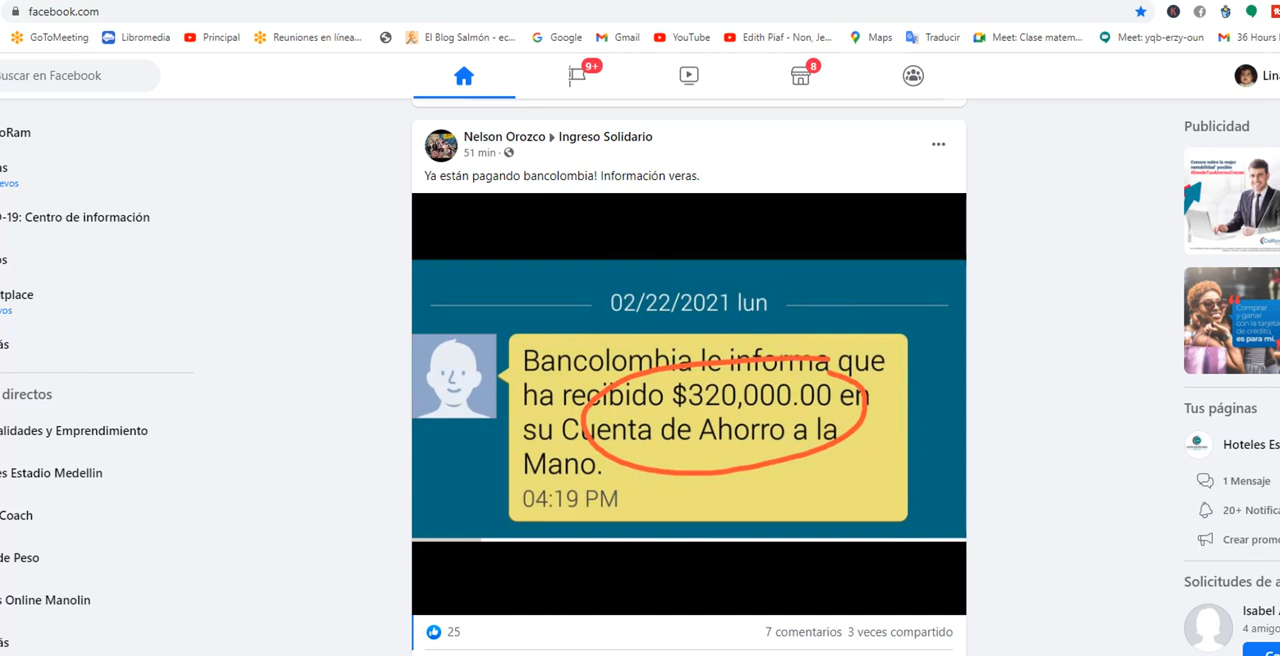 facebook.com
GoToMeeting
Libromedia
Principal
Reuniones en línea...
El Blog Salmón - ec...
Google
Gmail
YouTube
Edith Piaf - Non, Je...
Maps
Traducir
Meet: Clase matem...
Meet: yqb-erzy-oun
36 Hours
uscar en Facebook
9+
8
Lin
oRam
as
evos
-19: Centro de información
os
tplace
vos
ás
directos
alidades y Emprendimiento
es Estadio Medellin
Coach
de Peso
s Online Manolin
ás
Nelson Orozco
Ingreso Solidario
51 min ·
Ya están pagando bancolombia! Información veras.
02/22/2021 lun
Bancolombia le informa que
ha recibido $320,000.00 en
su Cuenta de Ahorro a la
Mano.
04:19 PM
25
7 comentarios 3 veces compartido
Publicidad
Comprar
y ganar
con la tarjeta
de crédito,
es para mí.
Tus páginas
Hoteles Es
1 Mensaje
20+ Notifica
Crear promo
Solicitudes de a
Isabel
4 amigo